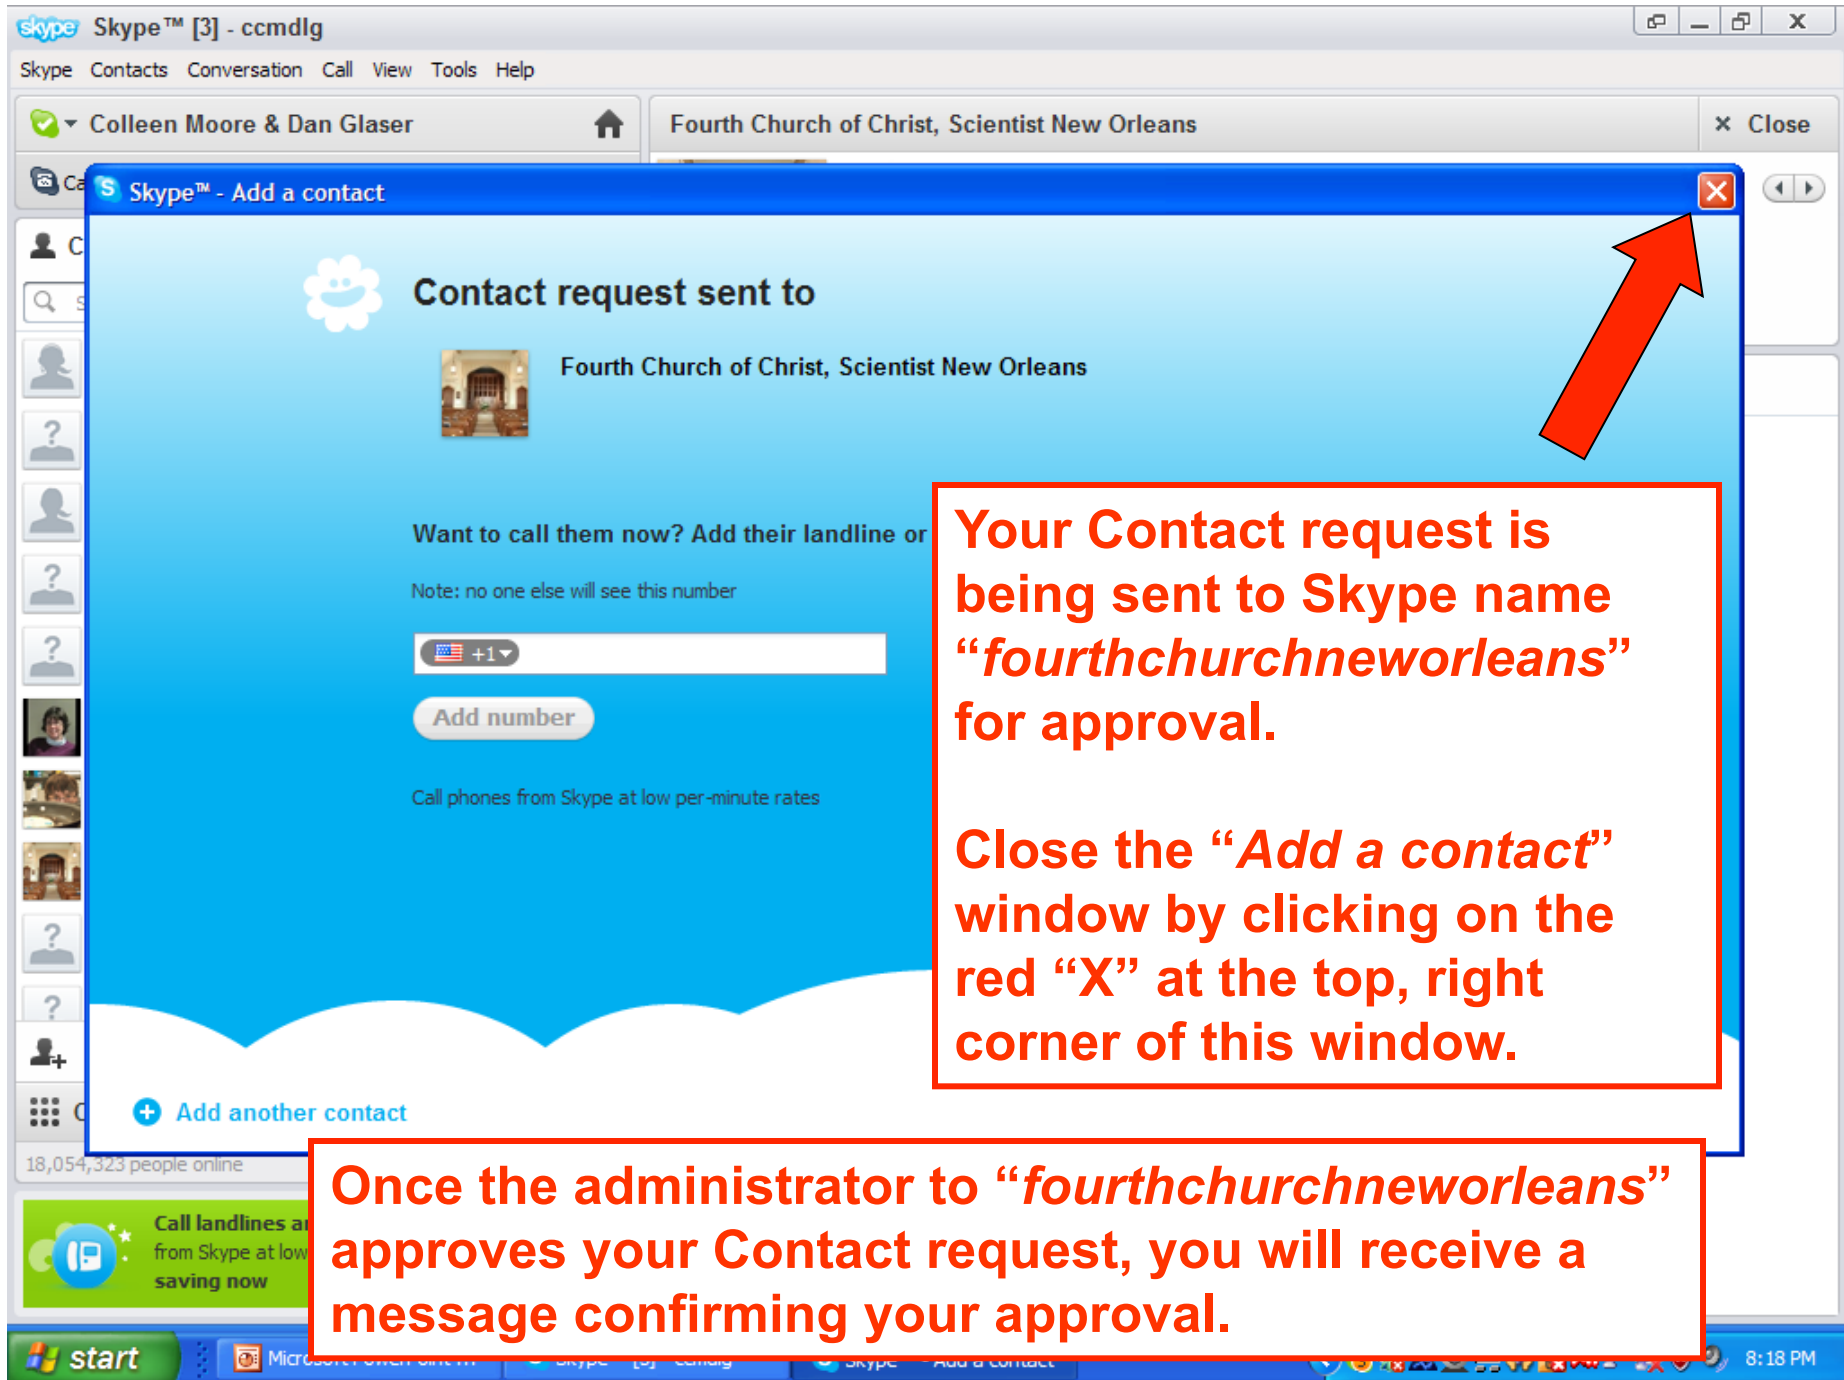 skype Skype™ [3] - ccmdlg
Skype Contacts Conversation Call View Tools Help
Colleen Moore & Dan Glaser
Fourth Church of Christ, Scientist New Orleans
× Close
Skype™ - Add a contact
Contact request sent to
Fourth Church of Christ, Scientist New Orleans
Want to call them now? Add their landline or
Note: no one else will see this number
+1
Add number
Call phones from Skype at low per-minute rates
Add another contact
Your Contact request is
being sent to Skype name
“fourthchurchneworleans”
for approval.
Close the “Add a contact”
window by clicking on the
red “X” at the top, right
corner of this window.
18,054,323 people online
Call landlines
from Skype at low
saving now
Once the administrator to “fourthchurchneworleans”
approves your Contact request, you will receive a
message confirming your approval.
start
8:18 PM